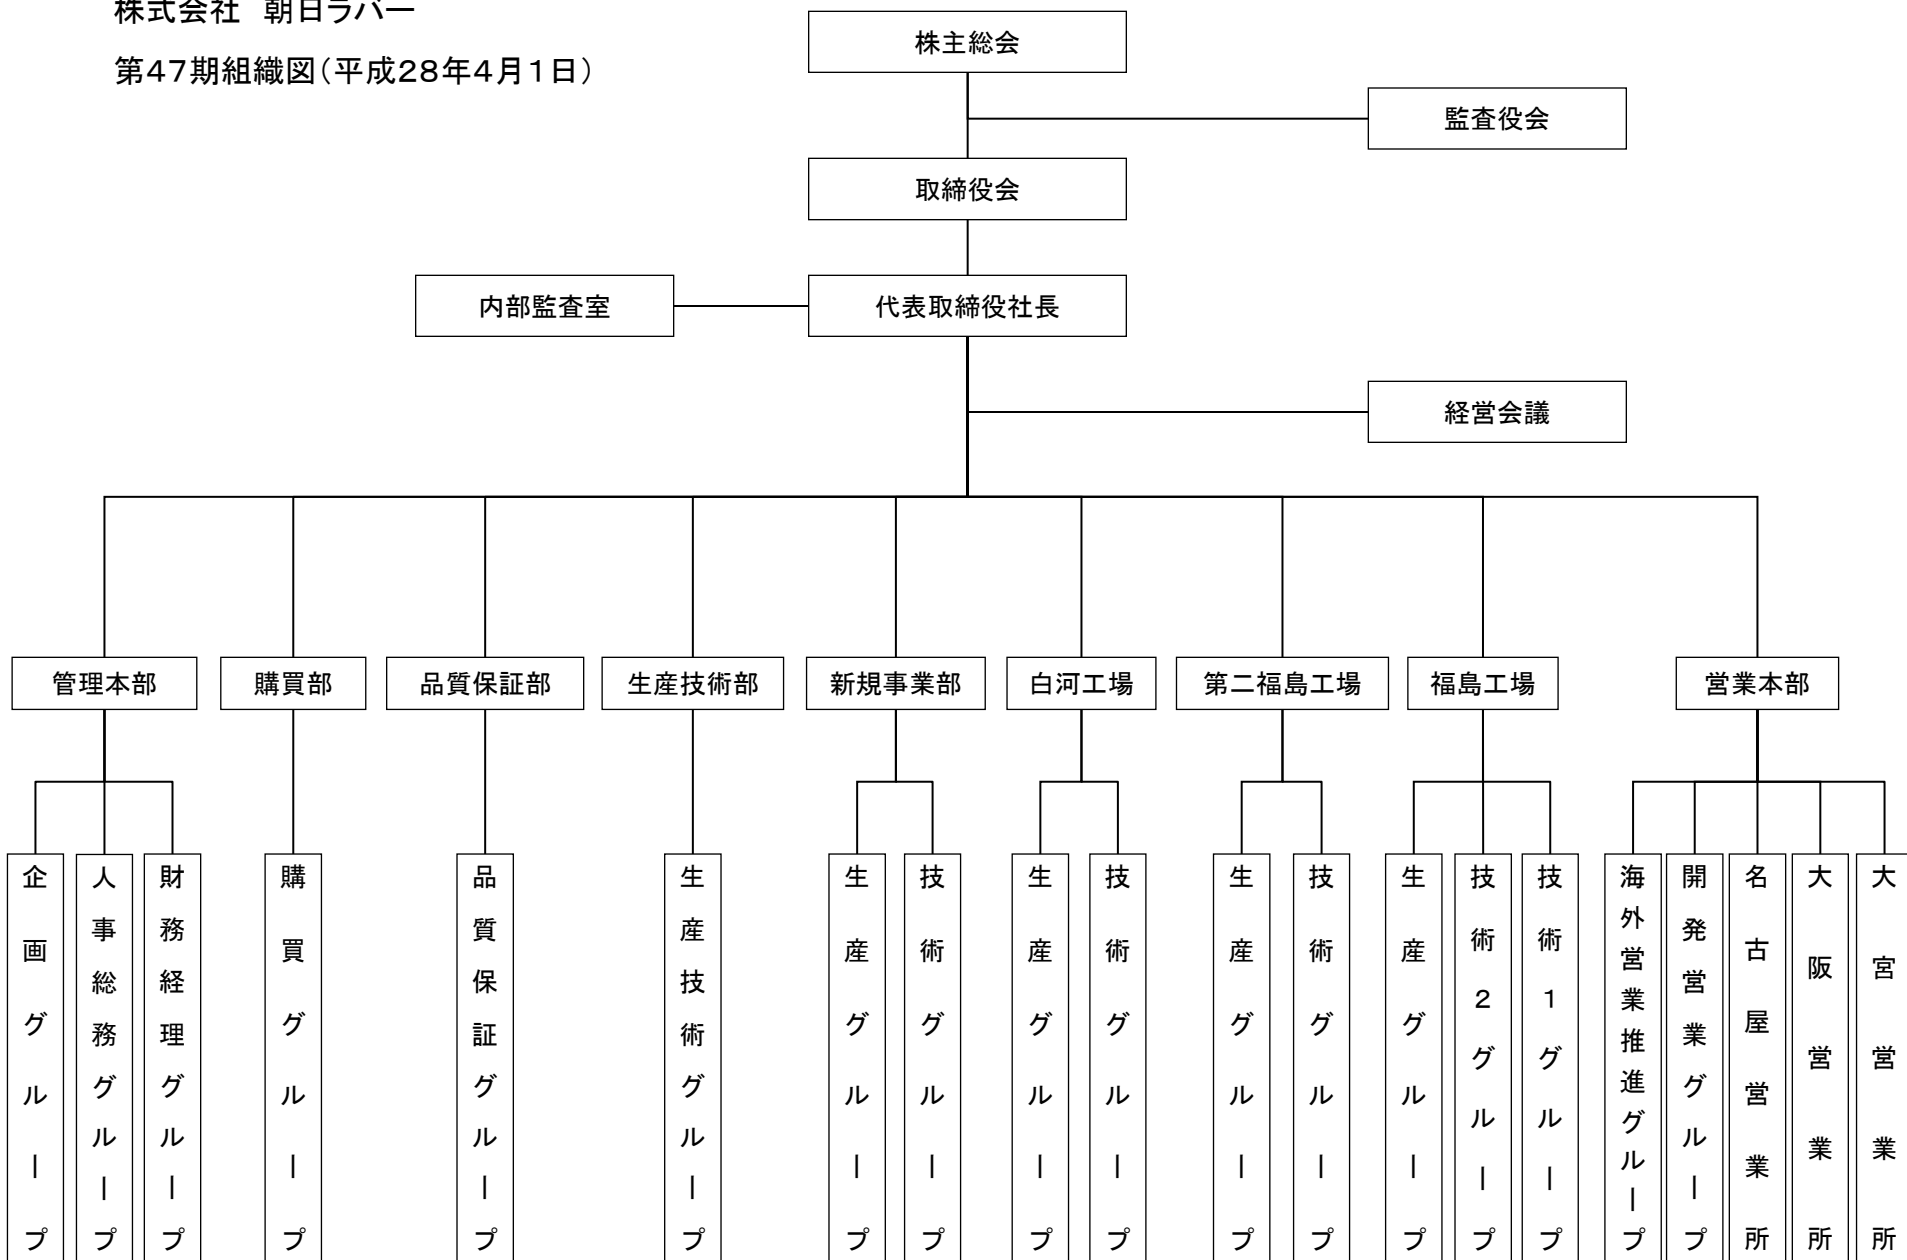 株式会社　朝日ラバー
第47期組織図（平成28年4月1日）
株主総会
監査役会
取締役会
内部監査室
代表取締役社長
経営会議
管理本部
購買部
品質保証部
生産技術部
新規事業部
白河工場
第二福島工場
福島工場
営業本部
企画グループ
人事総務グループ
財務経理グループ
購買グループ
品質保証グループ
生産技術グループ
生産グループ
技術グループ
生産グループ
技術グループ
生産グループ
技術グループ
生産グループ
技術2グループ
技術1グループ
海外営業推進グループ
開発営業グループ
名古屋営業所
大阪営業所
大宮営業所